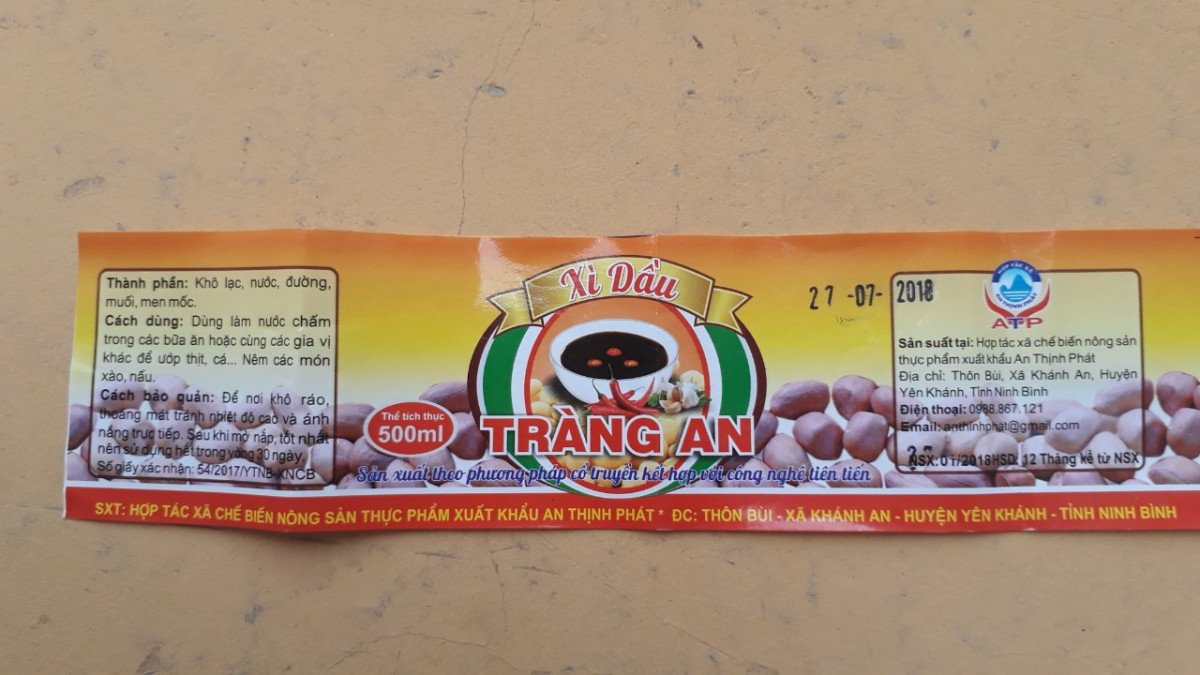 Thành phần: Khô lạc, nước, đường,
muối, men mốc.
Cách dùng: Dùng làm nước chấm
trong các bữa ăn hoặc cùng các gia vị
khác để ướp thịt, cá... Nêm các món
xào, nấu.
Cách bảo quản: Để nơi khô ráo,
thoáng mát tránh nhiệt độ cao và ánh
nắng trực tiếp. Sau khi mở nắp, tốt nhất
nên sử dụng hết trong vòng 30 ngày.
Số giấy xác nhận: 54/2017/YTNB-XNCB
Thể tích thực
500ml
Xì Dầu
TRÀNG AN
Sản xuất theo phương pháp cổ truyền kết hợp với công nghệ tiên tiến
27-07-2018
HỢP TÁC XÃ
AN THỊNH PHÁT
ATP
Sản suất tại: Hợp tác xã chế biến nông sản
thực phẩm xuất khẩu An Thịnh Phát
Địa chỉ: Thôn Bùi, Xã Khánh An, Huyện
Yên Khánh, Tỉnh Ninh Bình
Điện thoại: 0988.867.121
Email: anthinhphat@gmail.com
NSX: 01/2018HSD: 12 Tháng kể từ NSX
SXT: HỢP TÁC XÃ CHẾ BIẾN NÔNG SẢN THỰC PHẨM XUẤT KHẨU AN THỊNH PHÁT * ĐC: THÔN BÙI - XÃ KHÁNH AN - HUYỆN YÊN KHÁNH - TỈNH NINH BÌNH